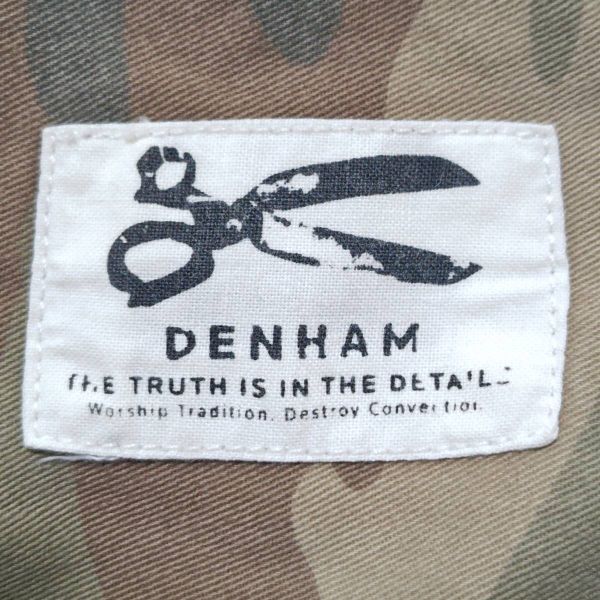 DENHAM
THE TRUTH IS IN THE DETAILS
Worship Tradition. Destroy Convention.